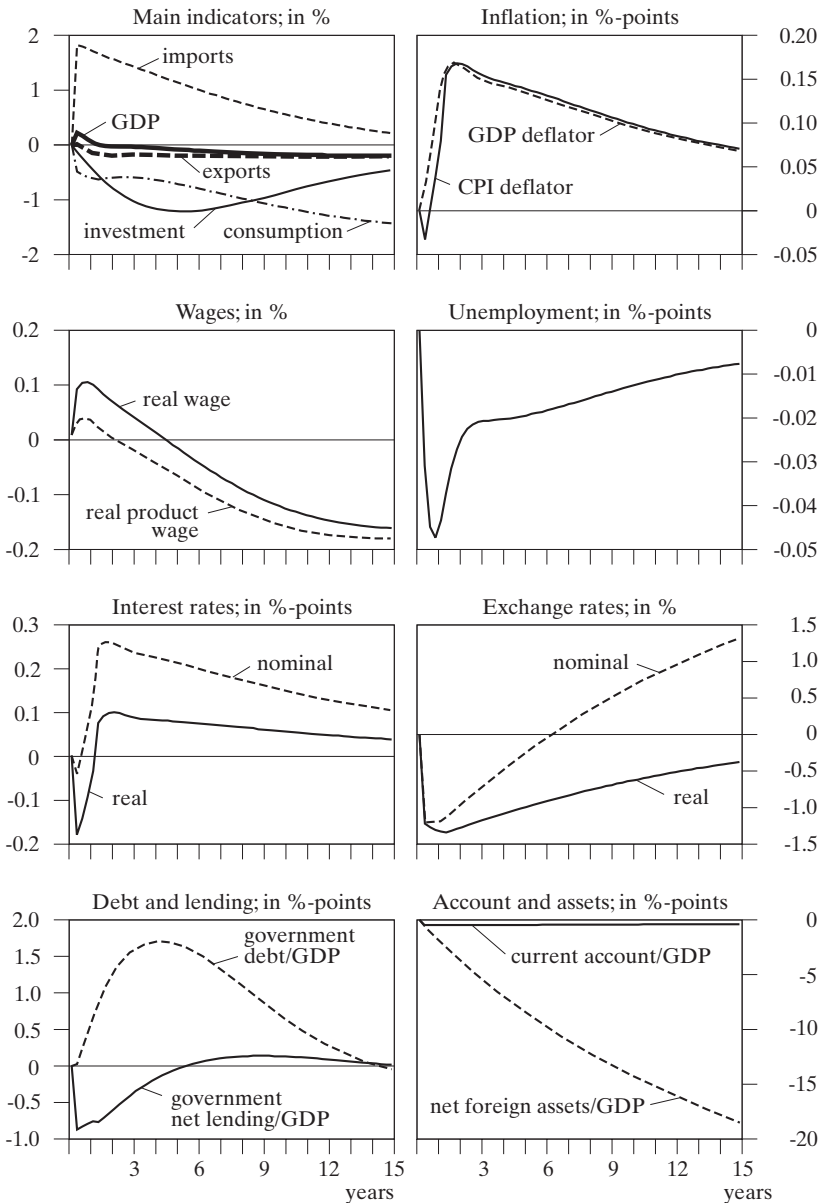 Main indicators; in %
2
1
0
-1
-2
imports
GDP
exports
investment
consumption
Inflation; in %-points
0.20
0.15
0.10
0.05
0
-0.05
GDP deflator
CPI deflator
Wages; in %
0.2
0.1
0
-0.1
-0.2
real wage
real product
wage
Unemployment; in %-points
0
-0.01
-0.02
-0.03
-0.04
-0.05
Interest rates; in %-points
0.3
0.2
0.1
0
-0.1
-0.2
nominal
real
Exchange rates; in %
1.5
1.0
0.5
0
-0.5
-1.0
-1.5
nominal
real
Debt and lending; in %-points
2.0
1.5
1.0
0.5
0
-0.5
-1.0
government
debt/GDP
government
net lending/GDP
3 6 9 12 15
years
Account and assets; in %-points
0
-5
-10
-15
-20
current account/GDP
net foreign assets/GDP
3 6 9 12 15
years